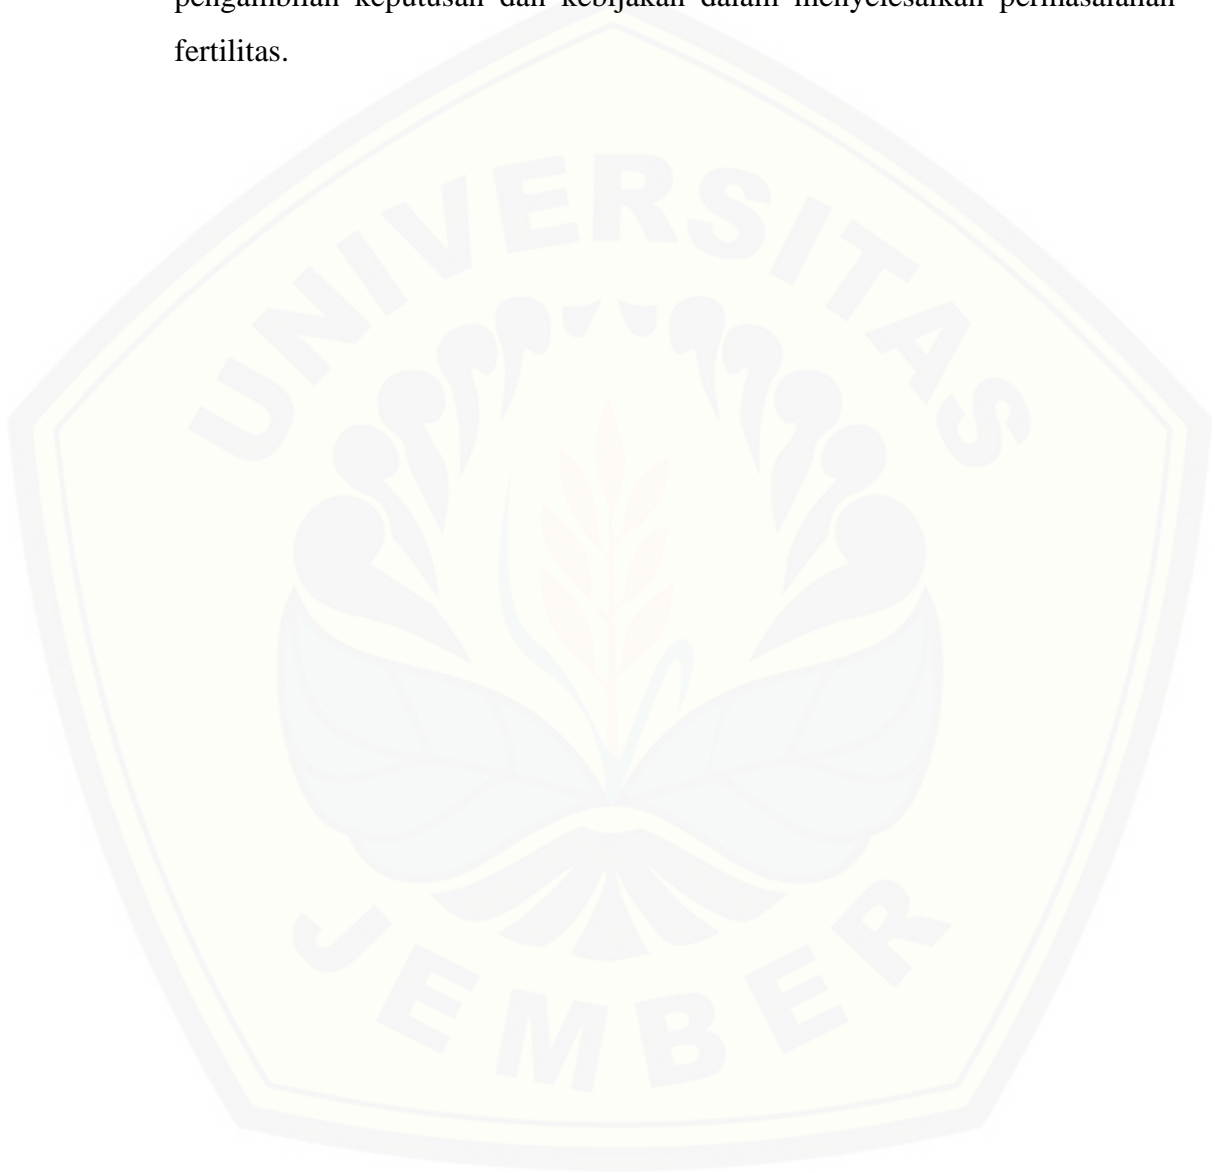 pengambilan keputusan dan kebijakan dalam menyelesaikan permasalahan
fertilitas.
UNIVERSITAS
JEMBER